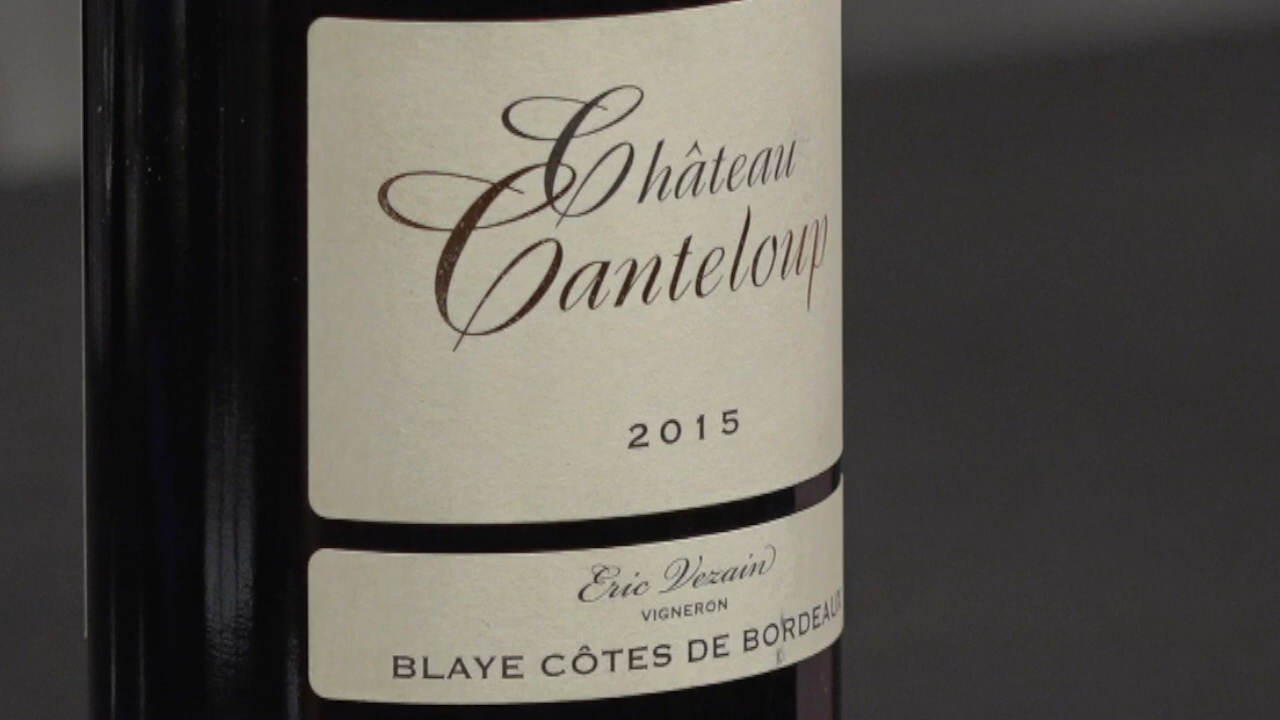 Château
Canteloup
2015
Eric Vezain
VIGNERON
BLAYE CÔTES DE BORDEAUX